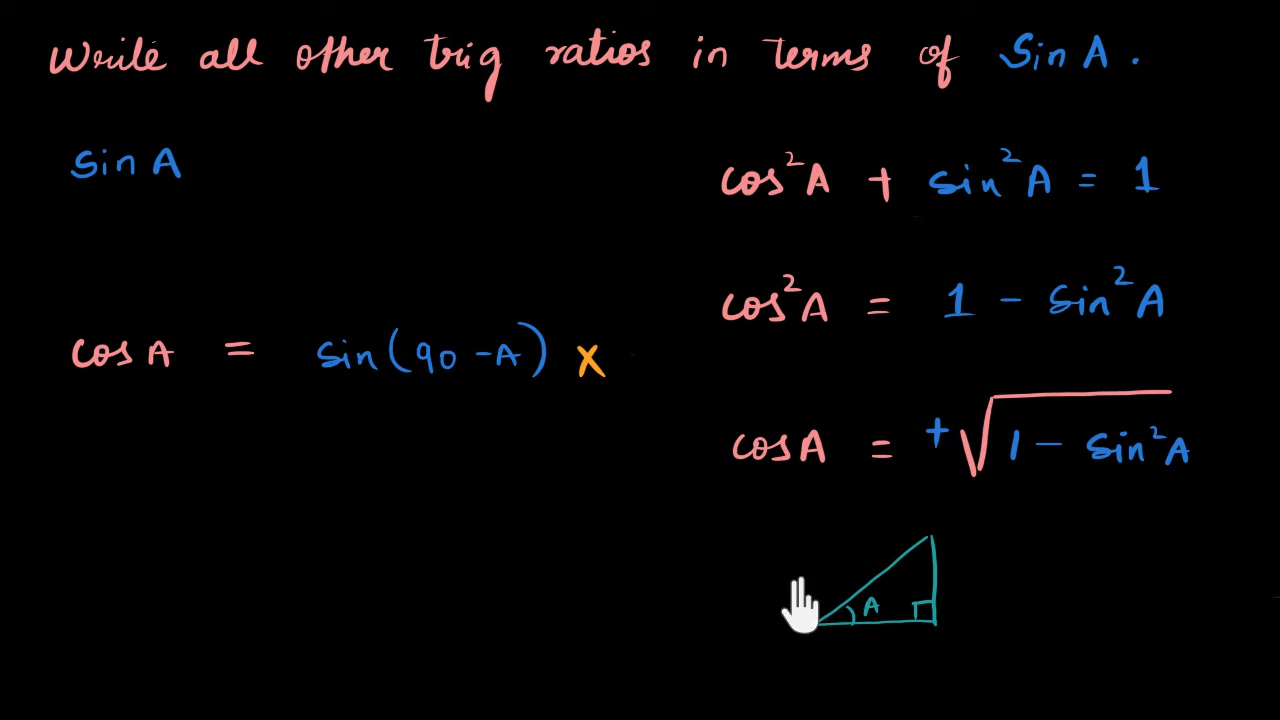 Write all other trig ratios in terms of Sin A.
sin A
cos²A + sin²A = 1
cos²A = 1 - sin²A
cos A = sin(90 - A) X
cos A = +√1 - sin²A
A